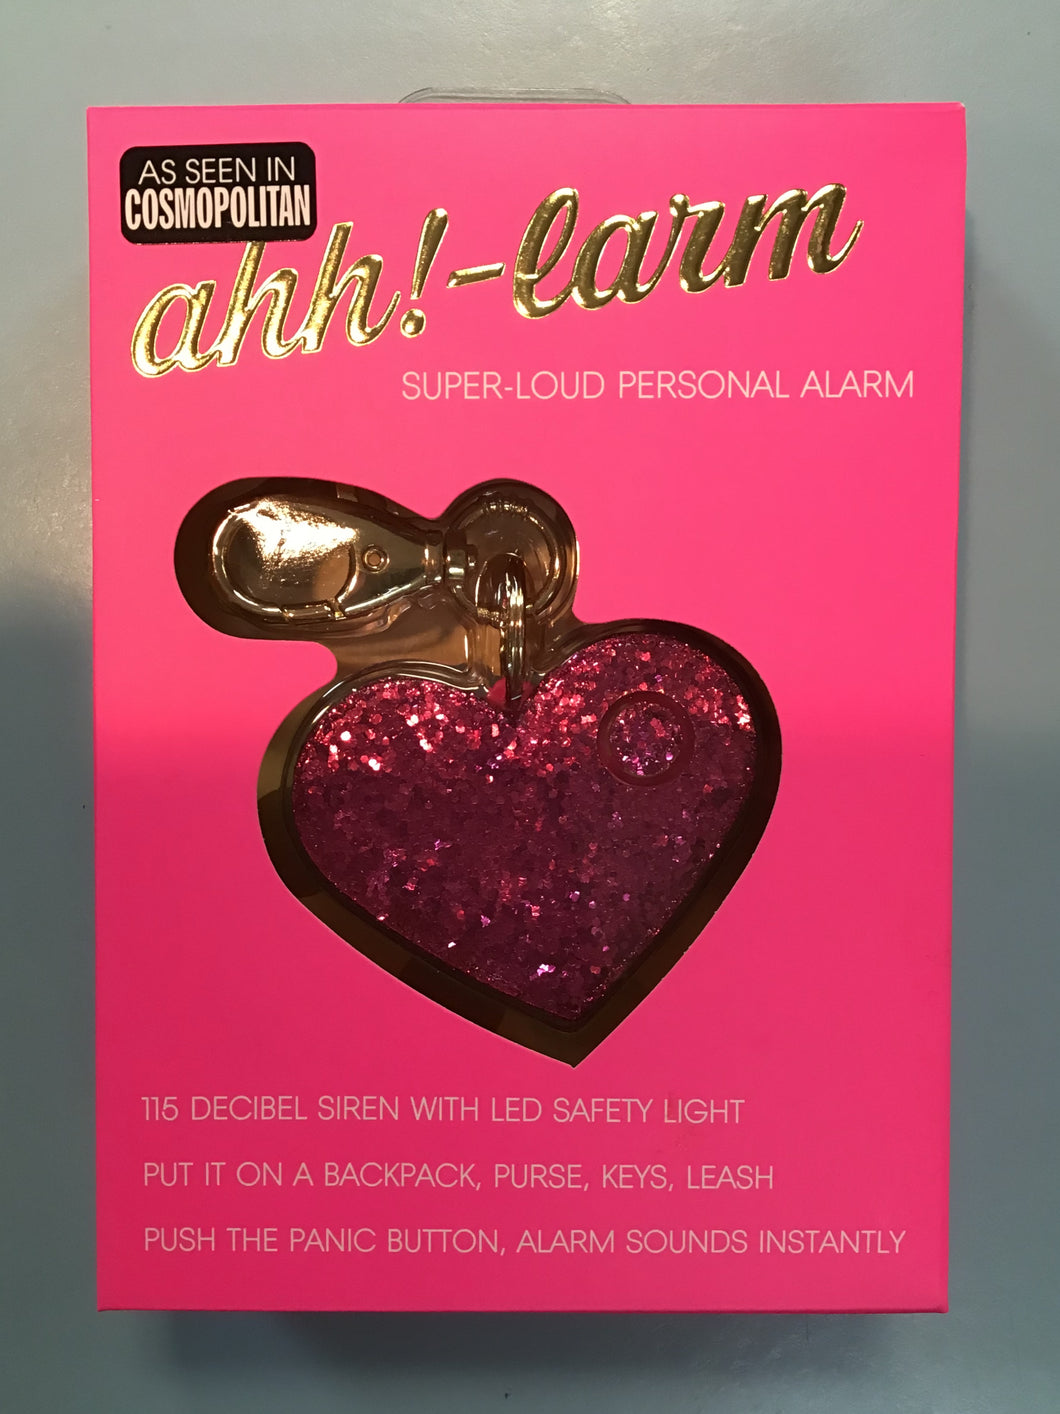 AS SEEN IN
COSMOPOLITAN
ahh!-larm
SUPER-LOUD PERSONAL ALARM
115 DECIBEL SIREN WITH LED SAFETY LIGHT
PUT IT ON A BACKPACK, PURSE, KEYS, LEASH
PUSH THE PANIC BUTTON, ALARM SOUNDS INSTANTLY